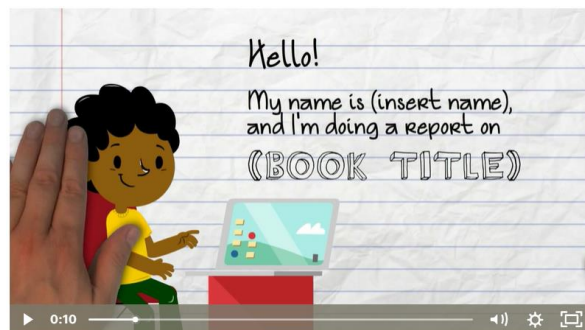 Hello!
My name is (insert name),
and I'm doing a report on
(BOOK TITLE)
0:10